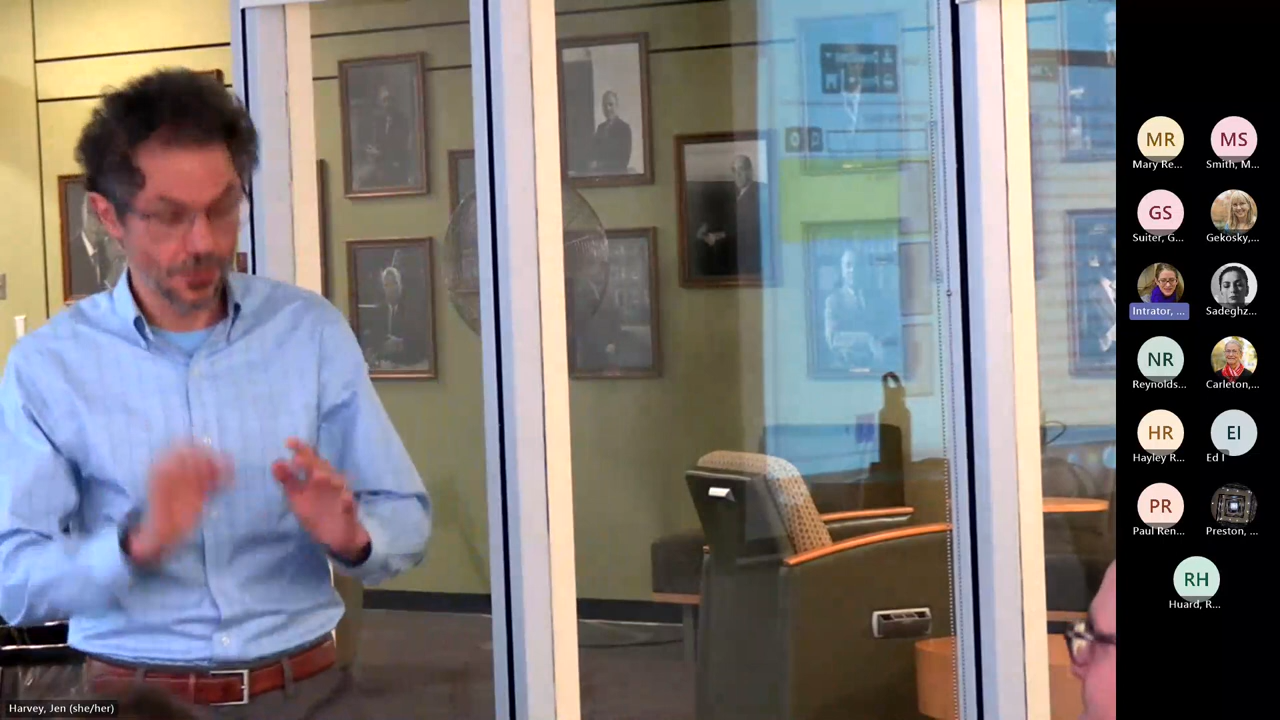 MR
MS
Mary Re...
Smith, M...
GS
Suiter, G...
Gekosky,...
Intrator, ...
Sadeghz...
NR
Reynolds...
Carleton,...
HR
EI
Hayley R...
Ed I
PR
Paul Ren...
Preston, ...
RH
Huard, R...
Harvey, Jen (she/her)